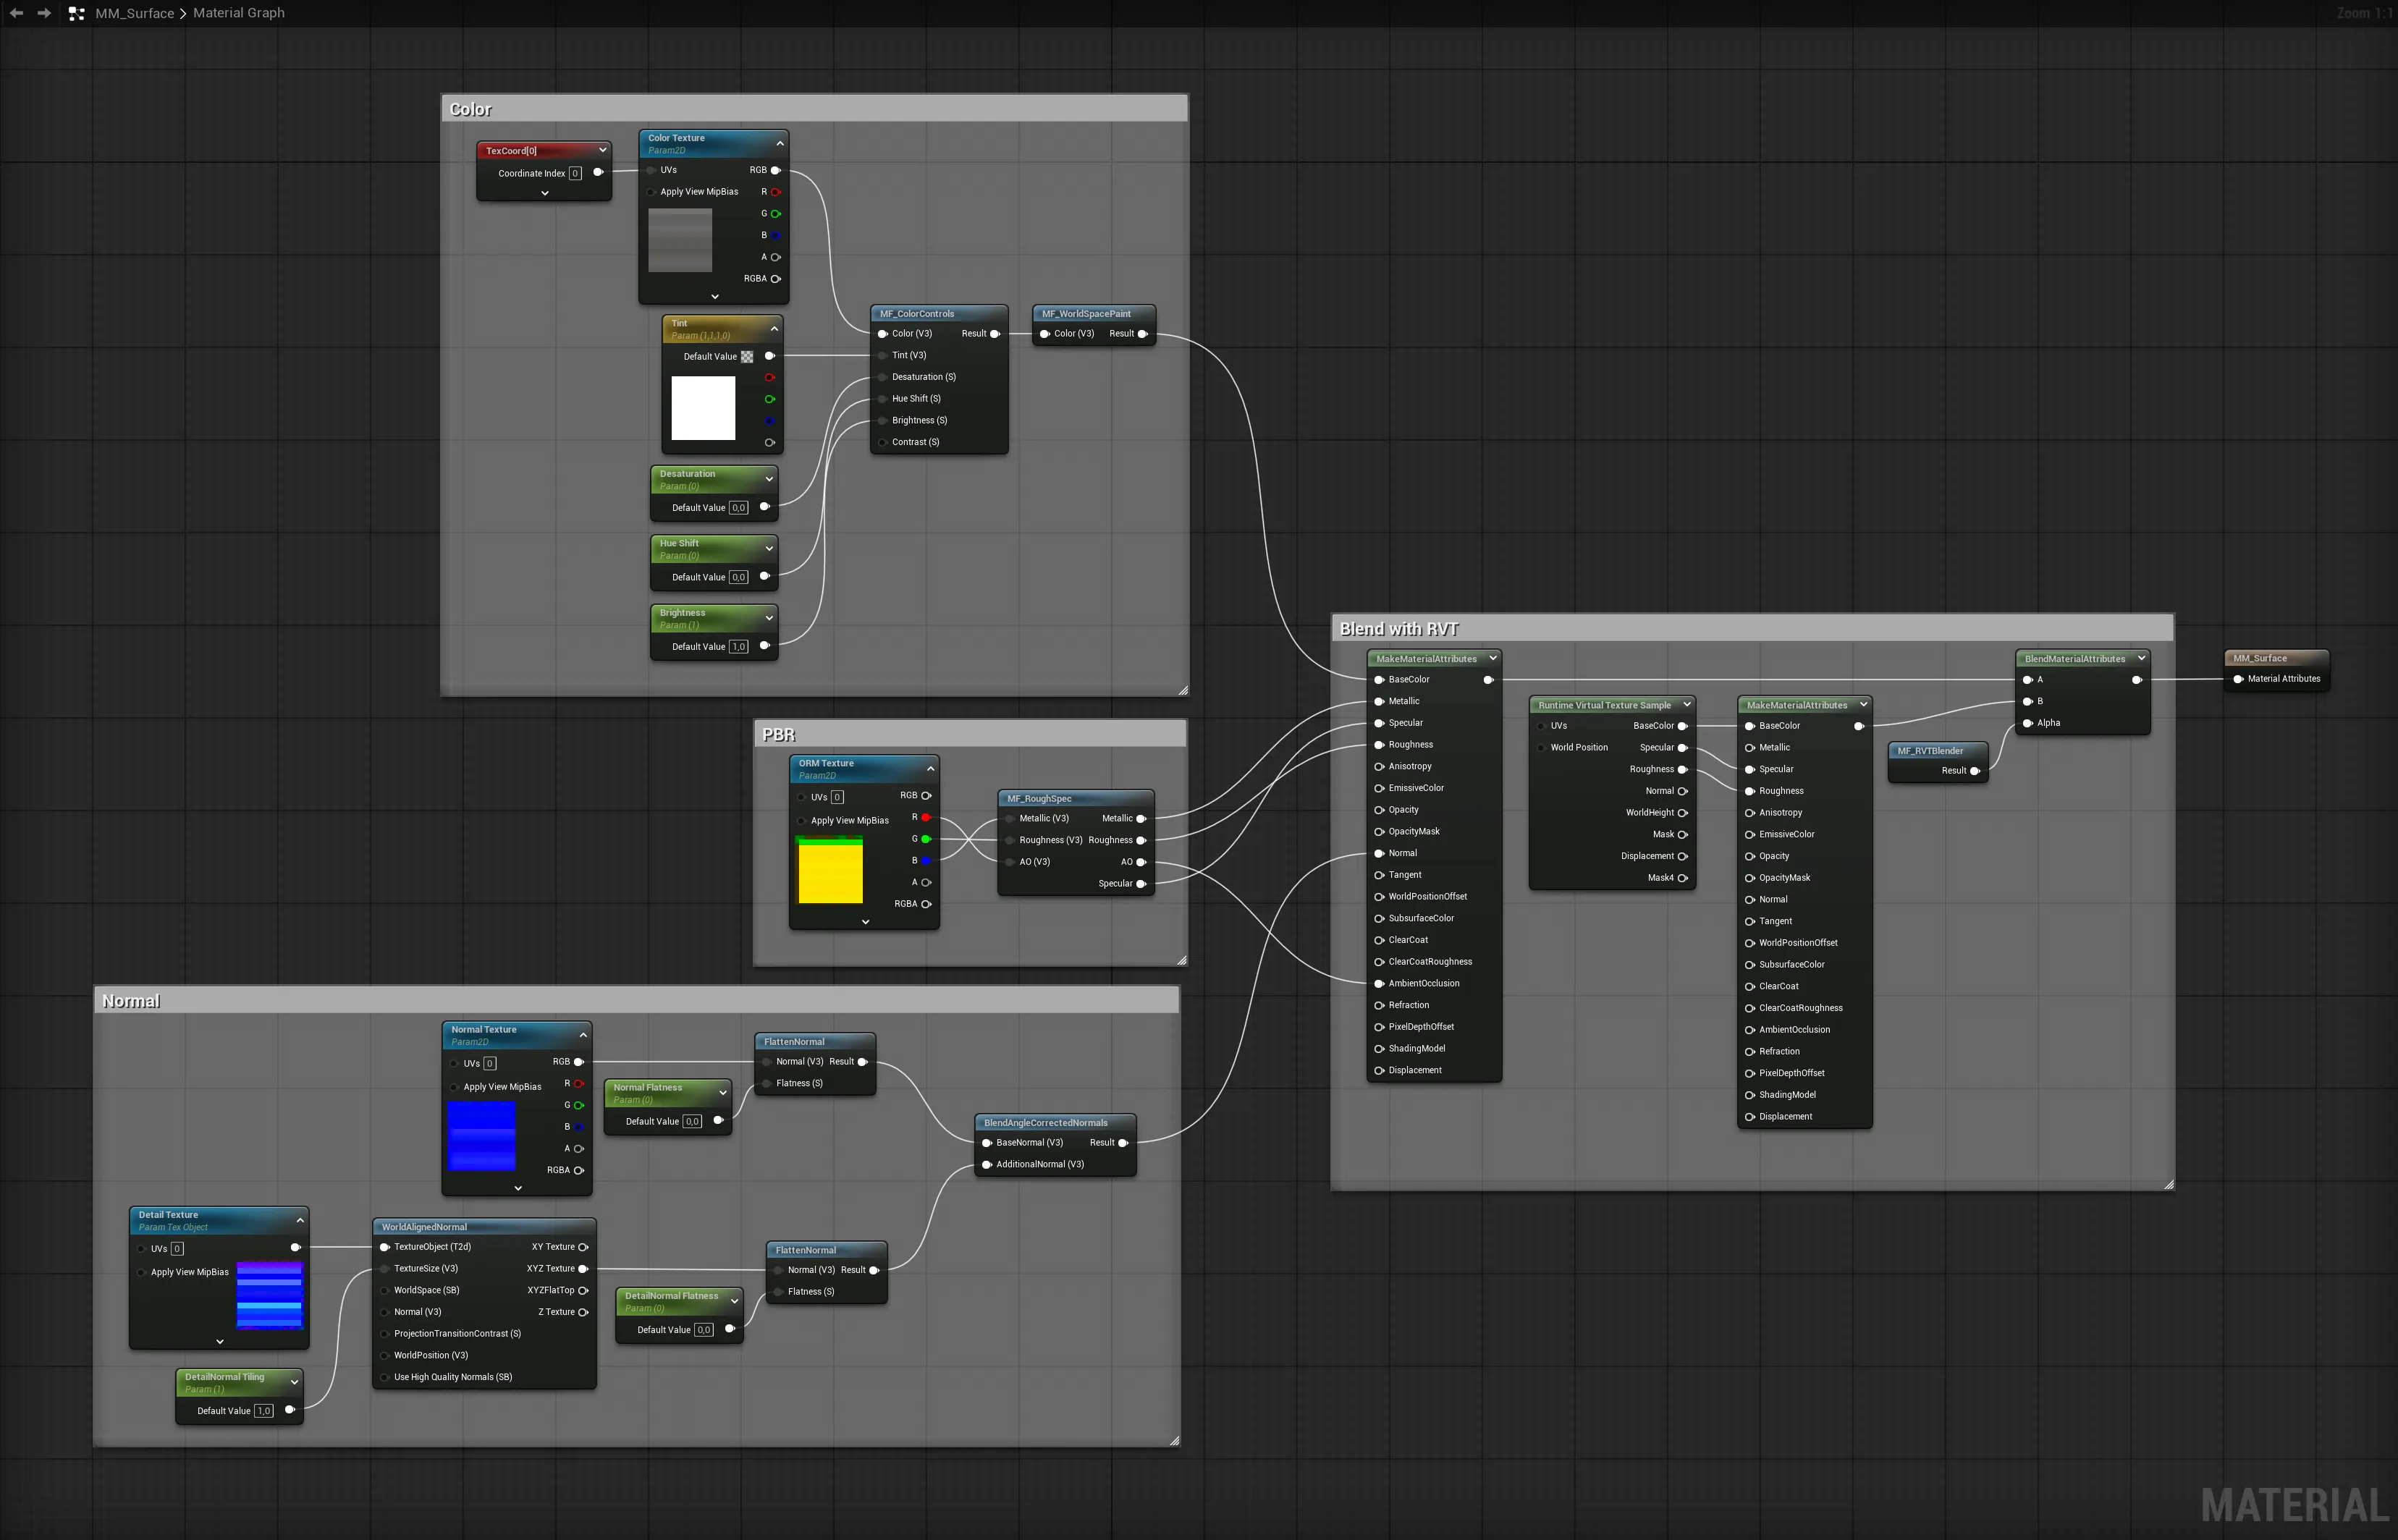 MM_Surface > Material Graph
Zoom 1:1
Color
TexCoord[0]
Coordinate Index 0
Color Texture
Param2D
UVs RGB
Apply View MipBias R
G
B
A
RGBA
Tint
Param (1,1,1,0)
Default Value
Desaturation
Param (0)
Default Value 0,0
Hue Shift
Param (0)
Default Value 0,0
Brightness
Param (1)
Default Value 1,0
MF_ColorControls
Color (V3) Result
Tint (V3)
Desaturation (S)
Hue Shift (S)
Brightness (S)
Contrast (S)
MF_WorldSpacePaint
Color (V3) Result
PBR
ORM Texture
Param2D
UVs 0 RGB
Apply View MipBias R
G
B
A
RGBA
MF_RoughSpec
Metallic (V3) Metallic
Roughness (V3) Roughness
AO (V3) AO
Specular
Normal
Normal Texture
Param2D
UVs 0 RGB
Apply View MipBias R
G
B
A
RGBA
Normal Flatness
Param (0)
Default Value 0,0
FlattenNormal
Normal (V3) Result
Flatness (S)
BlendAngleCorrectedNormals
BaseNormal (V3) Result
AdditionalNormal (V3)
Detail Texture
Param Tex Object
UVs 0
Apply View MipBias
DetailNormal Tiling
Param (1)
Default Value 1,0
WorldAlignedNormal
TextureObject (T2d) XY Texture
TextureSize (V3) XYZ Texture
WorldSpace (SB) XYZFlatTop
Normal (V3) Z Texture
ProjectionTransitionContrast (S)
WorldPosition (V3)
Use High Quality Normals (SB)
DetailNormal Flatness
Param (0)
Default Value 0,0
FlattenNormal
Normal (V3) Result
Flatness (S)
Blend with RVT
MakeMaterialAttributes
BaseColor
Metallic
Specular
Roughness
Anisotropy
EmissiveColor
Opacity
OpacityMask
Normal
Tangent
WorldPositionOffset
SubsurfaceColor
ClearCoat
ClearCoatRoughness
AmbientOcclusion
Refraction
PixelDepthOffset
ShadingModel
Displacement
Runtime Virtual Texture Sample
UVs BaseColor
World Position Specular
Roughness
Normal
WorldHeight
Mask
Displacement
Mask4
MakeMaterialAttributes
BaseColor
Metallic
Specular
Roughness
Anisotropy
EmissiveColor
Opacity
OpacityMask
Normal
Tangent
WorldPositionOffset
SubsurfaceColor
ClearCoat
ClearCoatRoughness
AmbientOcclusion
Refraction
PixelDepthOffset
ShadingModel
Displacement
MF_RVTBlender
Result
BlendMaterialAttributes
A
B
Alpha
MM_Surface
Material Attributes
MATERIAL